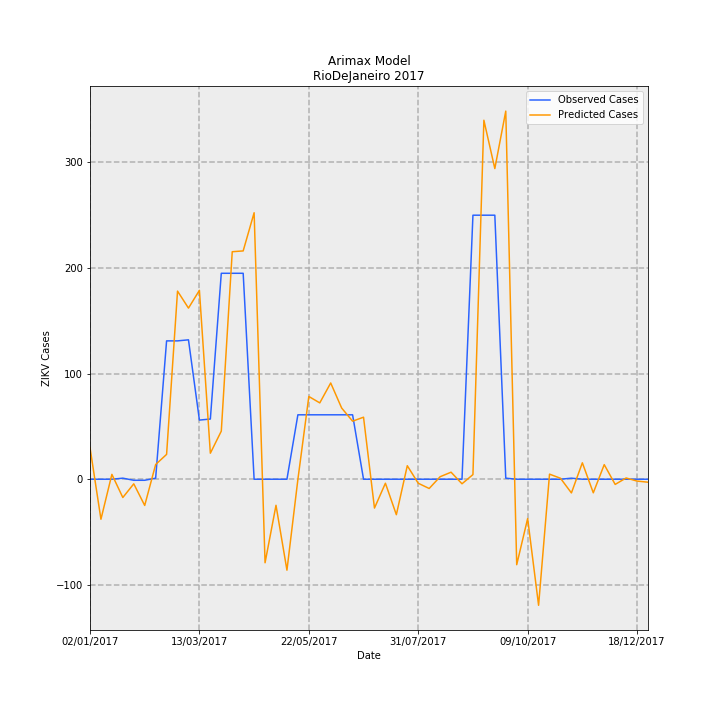 Arimax Model
RioDeJaneiro 2017
Observed Cases
Predicted Cases
ZIKV Cases
300
200
100
0
−100
02/01/2017
13/03/2017
22/05/2017
31/07/2017
09/10/2017
18/12/2017
Date